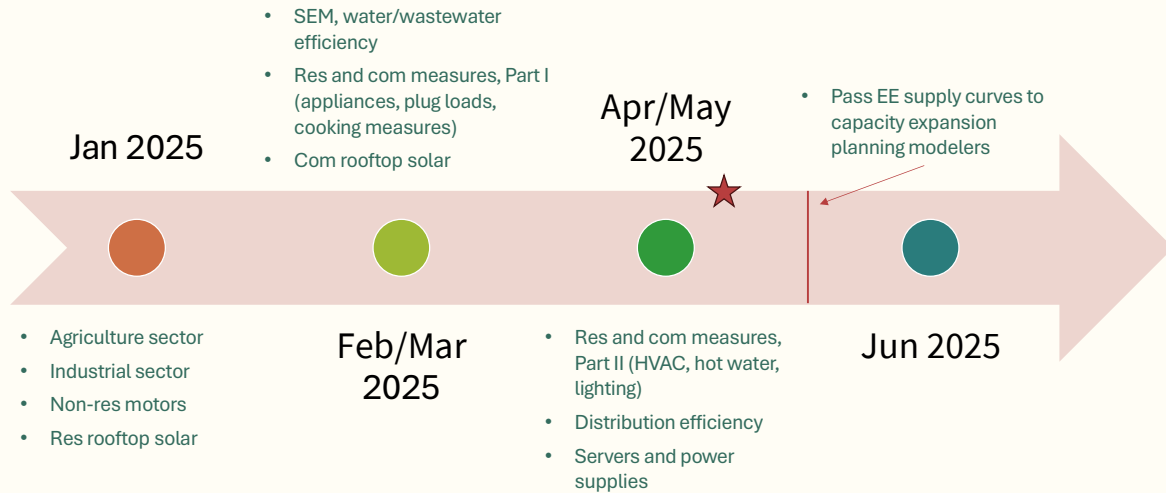 Jan 2025
• Agriculture sector
• Industrial sector
• Non-res motors
• Res rooftop solar
• SEM, water/wastewater
efficiency
• Res and com measures, Part I
(appliances, plug loads,
cooking measures)
• Com rooftop solar
Feb/Mar
2025
Apr/May
2025
• Res and com measures,
Part II (HVAC, hot water,
lighting)
• Distribution efficiency
• Servers and power
supplies
• Pass EE supply curves to
capacity expansion
planning modelers
Jun 2025